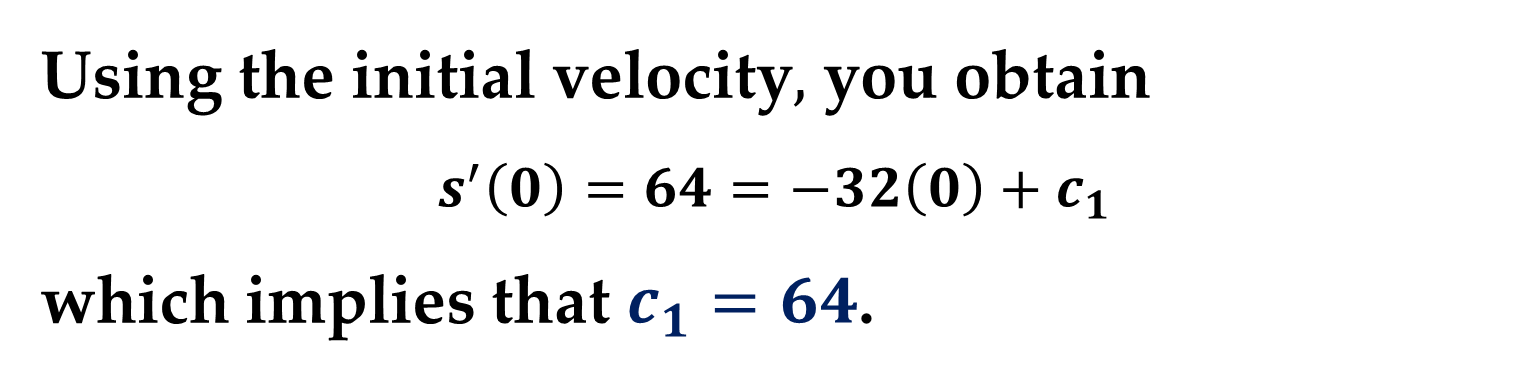 Using the initial velocity, you obtain
s′(0) = 64 = −32(0) + c₁
which implies that c₁ = 64.